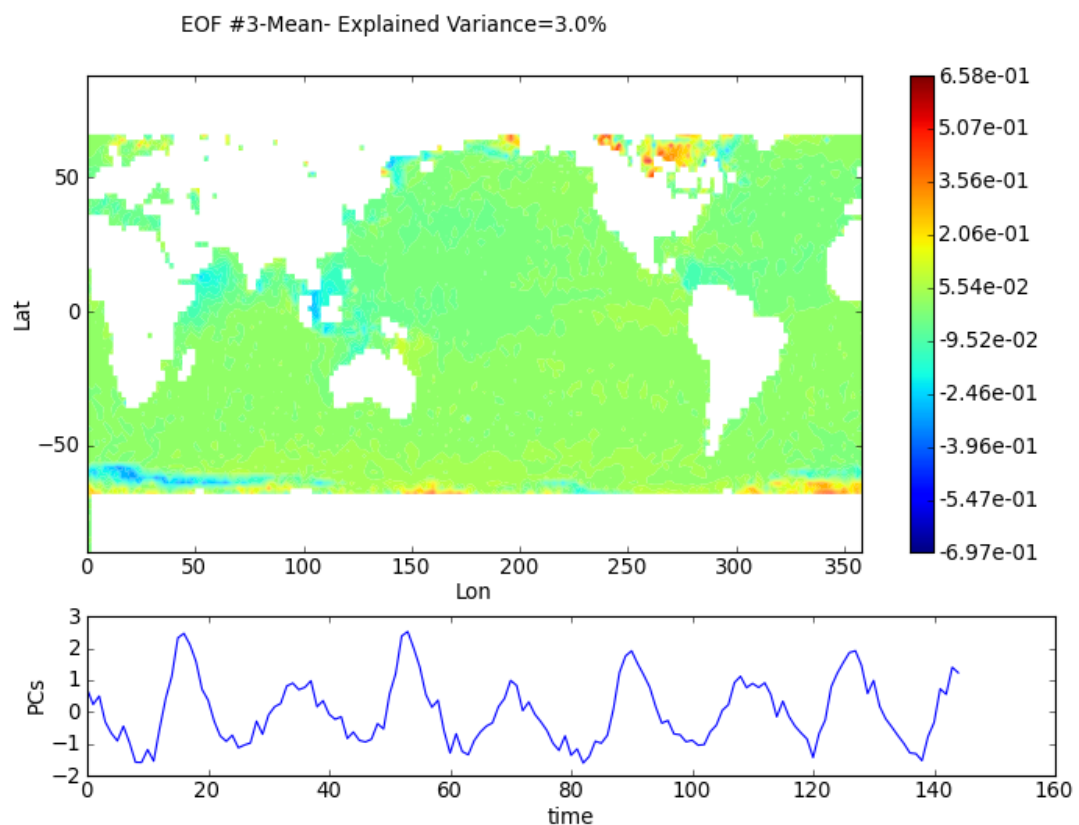 EOF #3-Mean- Explained Variance=3.0%
6.58e-01
5.07e-01
3.56e-01
2.06e-01
5.54e-02
-9.52e-02
-2.46e-01
-3.96e-01
-5.47e-01
-6.97e-01
Lat
50
0
−50
0 50 100 150 200 250 300 350
Lon
PCs
3
2
1
0
−1
−2
0 20 40 60 80 100 120 140 160
time